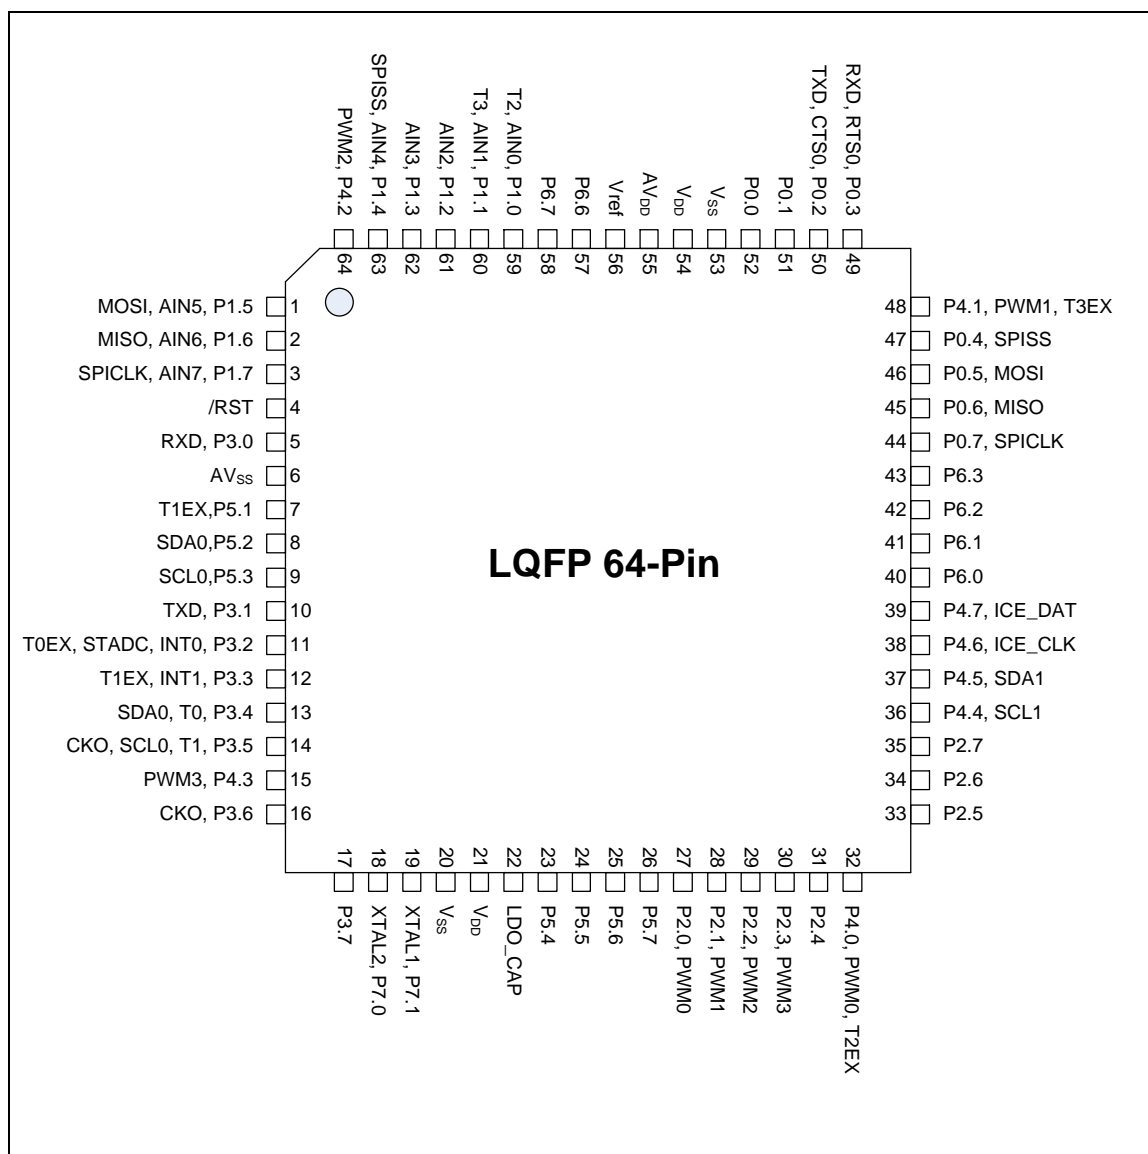 PWM2, P4.2
64
SPISS, AIN4, P1.4
63
AIN3, P1.3
62
AIN2, P1.2
61
T3, AIN1, P1.1
60
T2, AIN0, P1.0
59
P6.7
58
P6.6
57
Vref
56
AVDD
55
VDD
54
VSS
53
P0.0
52
P0.1
51
TXD, CTS0, P0.2
50
RXD, RTS0, P0.3
49
MOSI, AIN5, P1.5 1
MISO, AIN6, P1.6 2
SPICLK, AIN7, P1.7 3
/RST 4
RXD, P3.0 5
AVSS 6
T1EX,P5.1 7
SDA0,P5.2 8
SCL0,P5.3 9
TXD, P3.1 10
T0EX, STADC, INT0, P3.2 11
T1EX, INT1, P3.3 12
SDA0, T0, P3.4 13
CKO, SCL0, T1, P3.5 14
PWM3, P4.3 15
CKO, P3.6 16
LQFP 64-Pin
48 P4.1, PWM1, T3EX
47 P0.4, SPISS
46 P0.5, MOSI
45 P0.6, MISO
44 P0.7, SPICLK
43 P6.3
42 P6.2
41 P6.1
40 P6.0
39 P4.7, ICE_DAT
38 P4.6, ICE_CLK
37 P4.5, SDA1
36 P4.4, SCL1
35 P2.7
34 P2.6
33 P2.5
17
P3.7
18
XTAL2, P7.0
19
XTAL1, P7.1
20
VSS
21
VDD
22
LDO_CAP
23
P5.4
24
P5.5
25
P5.6
26
P5.7
27
P2.0, PWM0
28
P2.1, PWM1
29
P2.2, PWM2
30
P2.3, PWM3
31
P2.4
32
P4.0, PWM0, T2EX